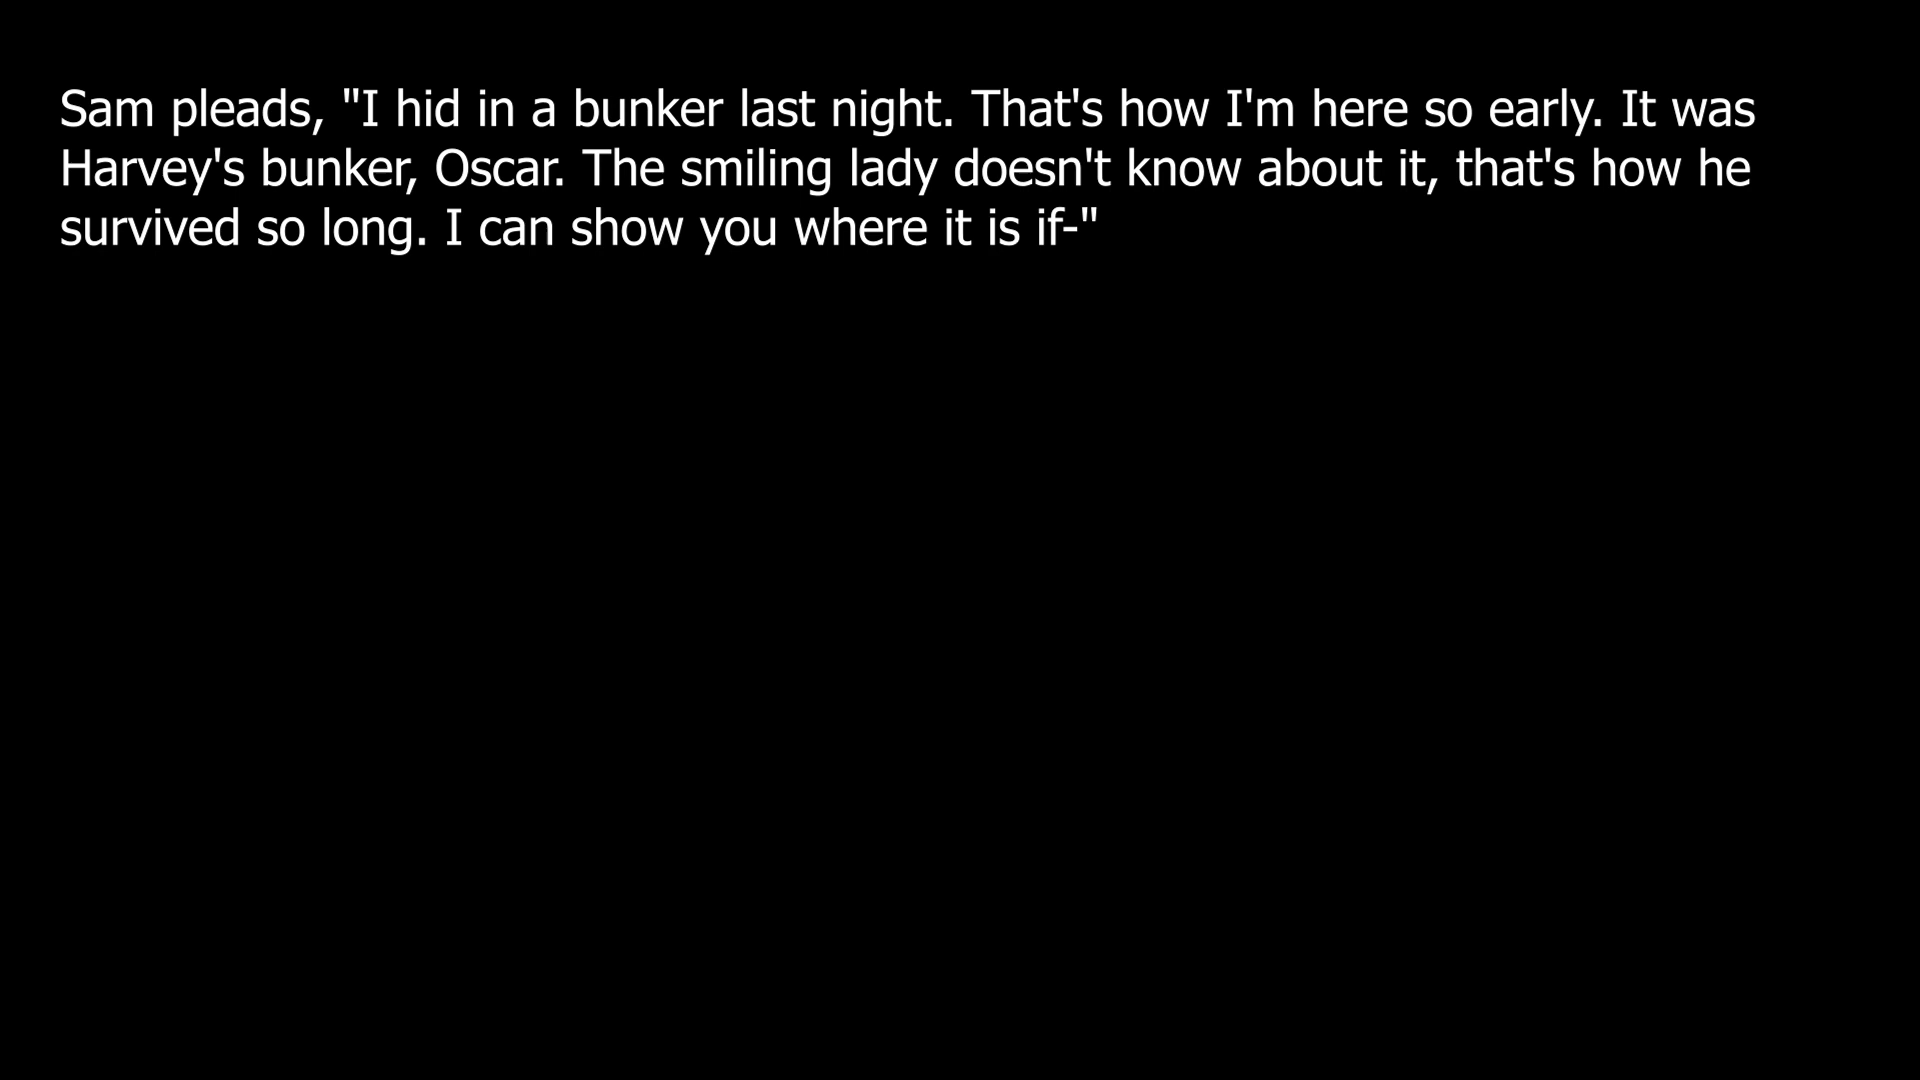 Sam pleads, "I hid in a bunker last night. That's how I'm here so early. It was
Harvey's bunker, Oscar. The smiling lady doesn't know about it, that's how he
survived so long. I can show you where it is if-"